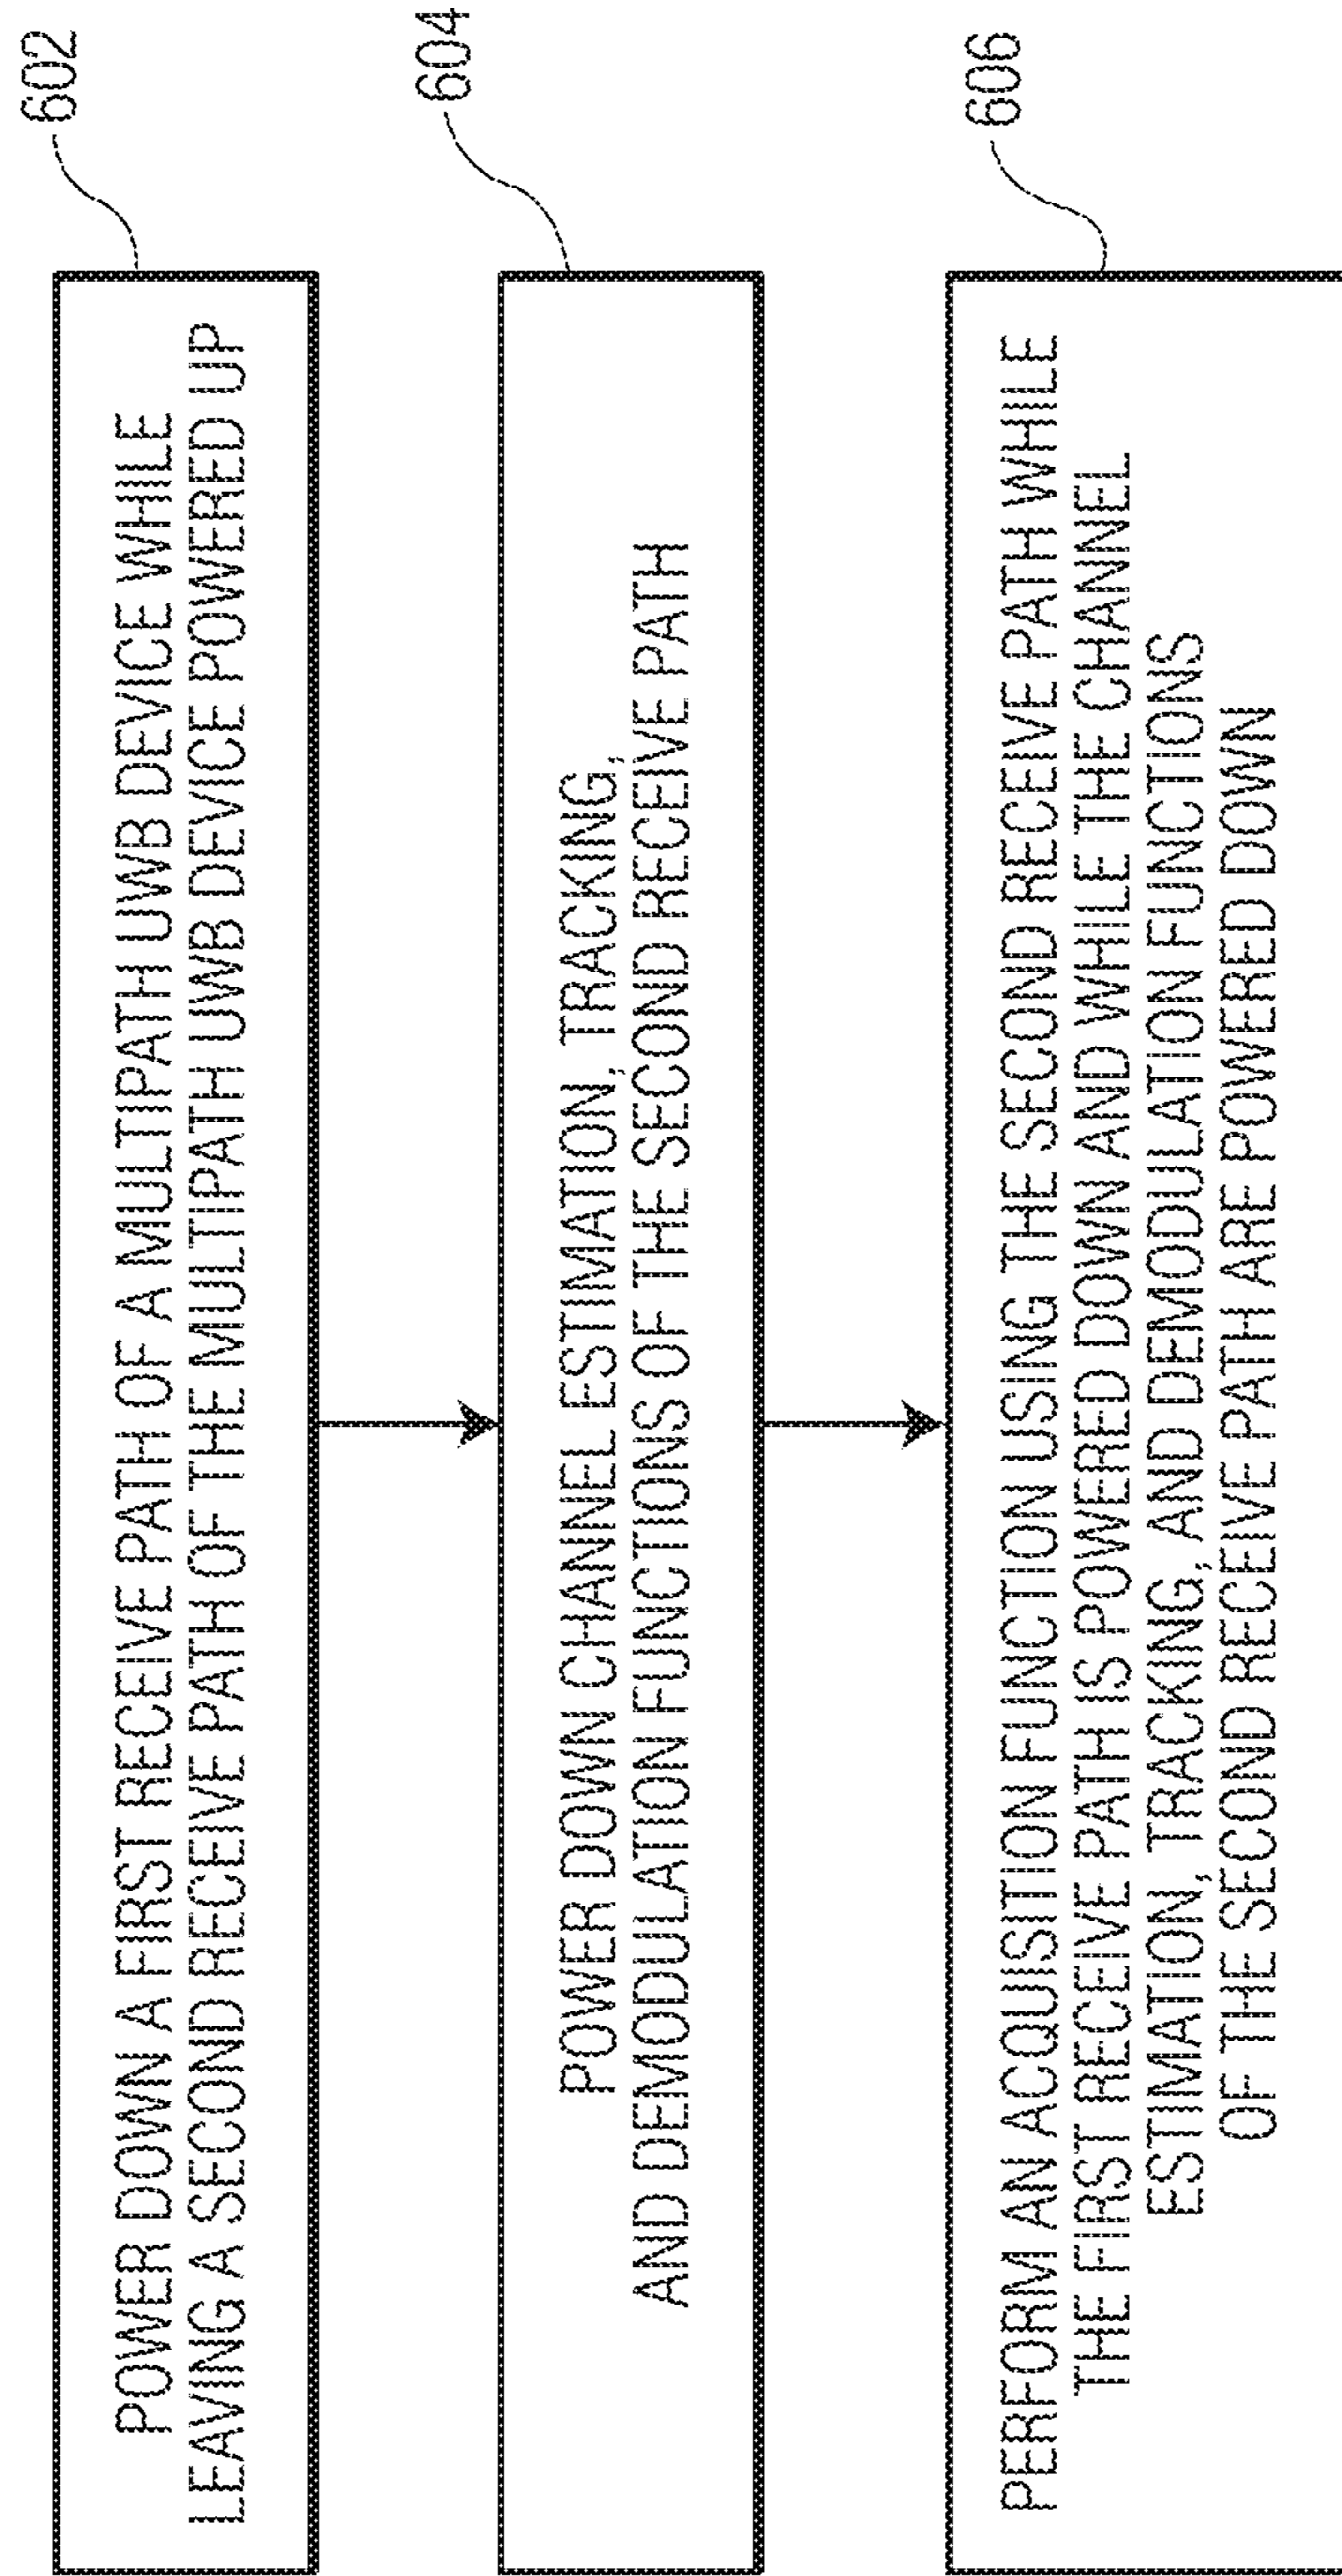 602
POWER DOWN A FIRST RECEIVE PATH OF A MULTIPATH UWB DEVICE WHILE
LEAVING A SECOND RECEIVE PATH OF THE MULTIPATH UWB DEVICE POWERED UP
604
POWER DOWN CHANNEL ESTIMATION, TRACKING,
AND DEMODULATION FUNCTIONS OF THE SECOND RECEIVE PATH
606
PERFORM AN ACQUISITION FUNCTION USING THE SECOND RECEIVE PATH WHILE
THE FIRST RECEIVE PATH IS POWERED DOWN AND WHILE THE CHANNEL
ESTIMATION, TRACKING, AND DEMODULATION FUNCTIONS
OF THE SECOND RECEIVE PATH ARE POWERED DOWN